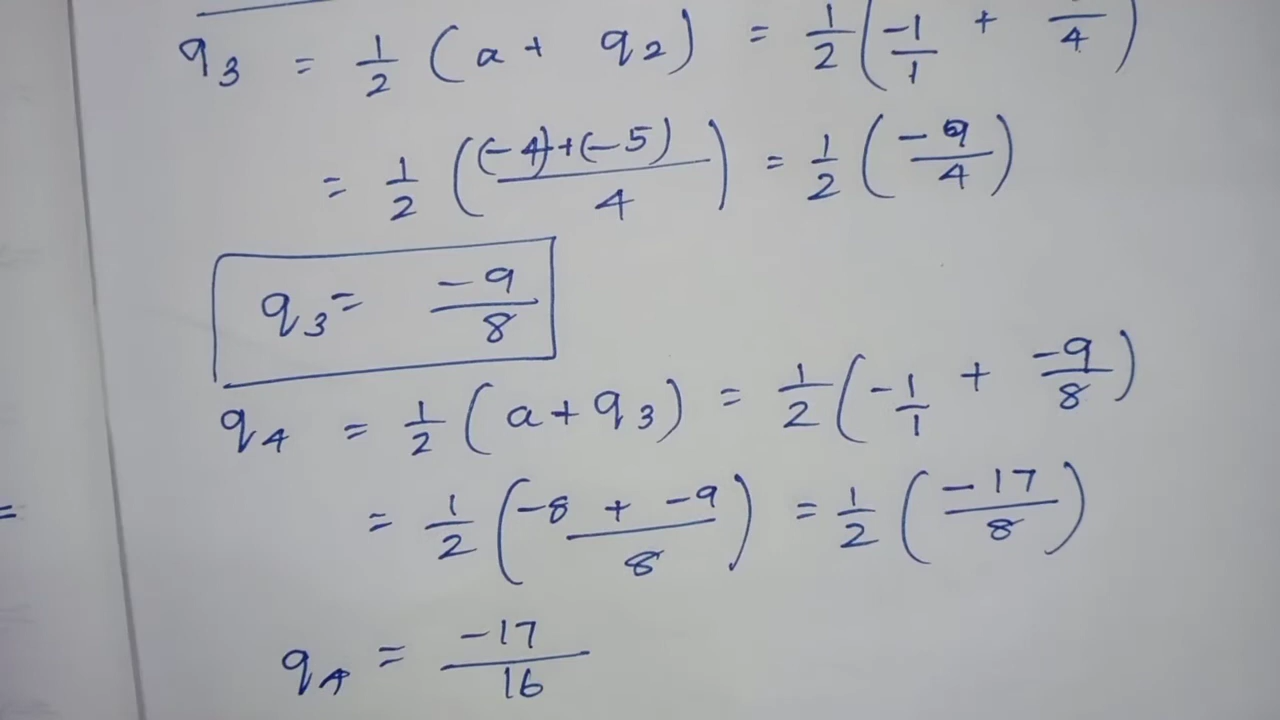 q₃ = 1/2 (a + q₂) = 1/2 (-1/1 + /4)
= 1/2 (((-4)+(-5))/4) = 1/2 (-9/4)
q₃ = -9/8
q₄ = 1/2 (a + q₃) = 1/2 (-1/1 + -9/8)
= 1/2 ((-8 + -9)/8) = 1/2 (-17/8)
q₄ = -17/16